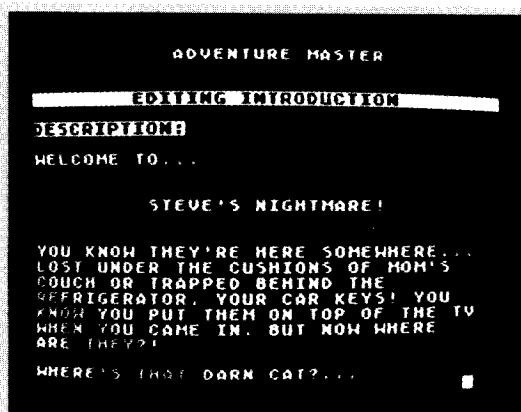 ADVENTURE MASTER
EDITING INTRODUCTION
DESCRIPTION:
WELCOME TO...
STEVE'S NIGHTMARE!
YOU KNOW THEY'RE HERE SOMEWHERE...
LOST UNDER THE CUSHIONS OF MOM'S
COUCH OR TRAPPED BEHIND THE
REFRIGERATOR. YOUR CAR KEYS! YOU
KNOW YOU PUT THEM ON TOP OF THE TV
WHEN YOU CAME IN. BUT NOW WHERE
ARE THEY?!
WHERE'S THAT DARN CAT?...